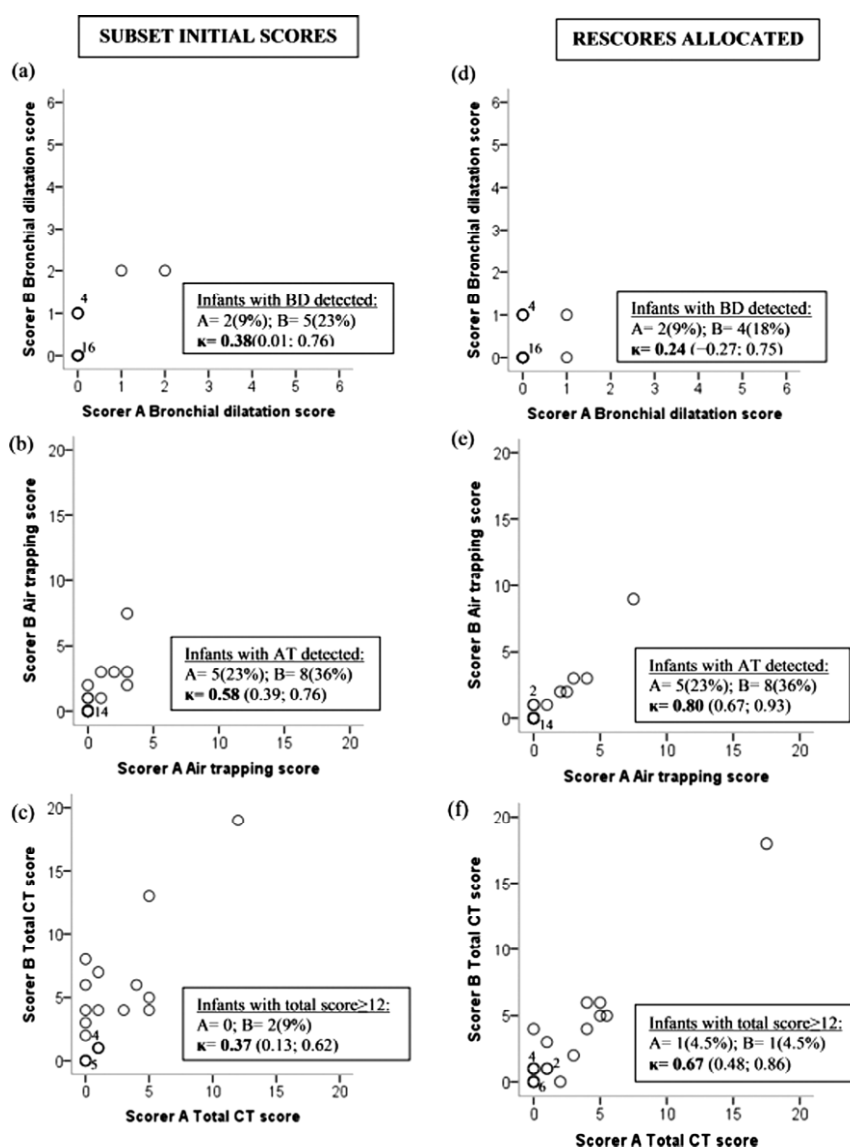 SUBSET INITIAL SCORES
RESCORES ALLOCATED
(a)
Scorer B Bronchial dilatation score
6
5
4
3
2
1
0
4
16
Infants with BD detected:
A= 2(9%); B= 5(23%)
κ= 0.38(0.01; 0.76)
0 1 2 3 4 5 6
Scorer A Bronchial dilatation score
(d)
Scorer B Bronchial dilatation score
6
5
4
3
2
1
0
4
16
Infants with BD detected:
A= 2(9%); B= 4(18%)
κ= 0.24 (−0.27; 0.75)
0 1 2 3 4 5 6
Scorer A Bronchial dilatation score
(b)
Scorer B Air trapping score
20
15
10
5
0
14
Infants with AT detected:
A= 5(23%); B= 8(36%)
κ= 0.58 (0.39; 0.76)
0 5 10 15 20
Scorer A Air trapping score
(e)
Scorer B Air trapping score
20
15
10
5
0
2
14
Infants with AT detected:
A= 5(23%); B= 8(36%)
κ= 0.80 (0.67; 0.93)
0 5 10 15 20
Scorer A Air trapping score
(c)
Scorer B Total CT score
20
15
10
5
0
4
5
Infants with total score≥12:
A= 0; B= 2(9%)
κ= 0.37 (0.13; 0.62)
0 5 10 15 20
Scorer A Total CT score
(f)
Scorer B Total CT score
20
15
10
5
0
4
2
6
Infants with total score≥12:
A= 1(4.5%); B= 1(4.5%)
κ= 0.67 (0.48; 0.86)
0 5 10 15 20
Scorer A Total CT score